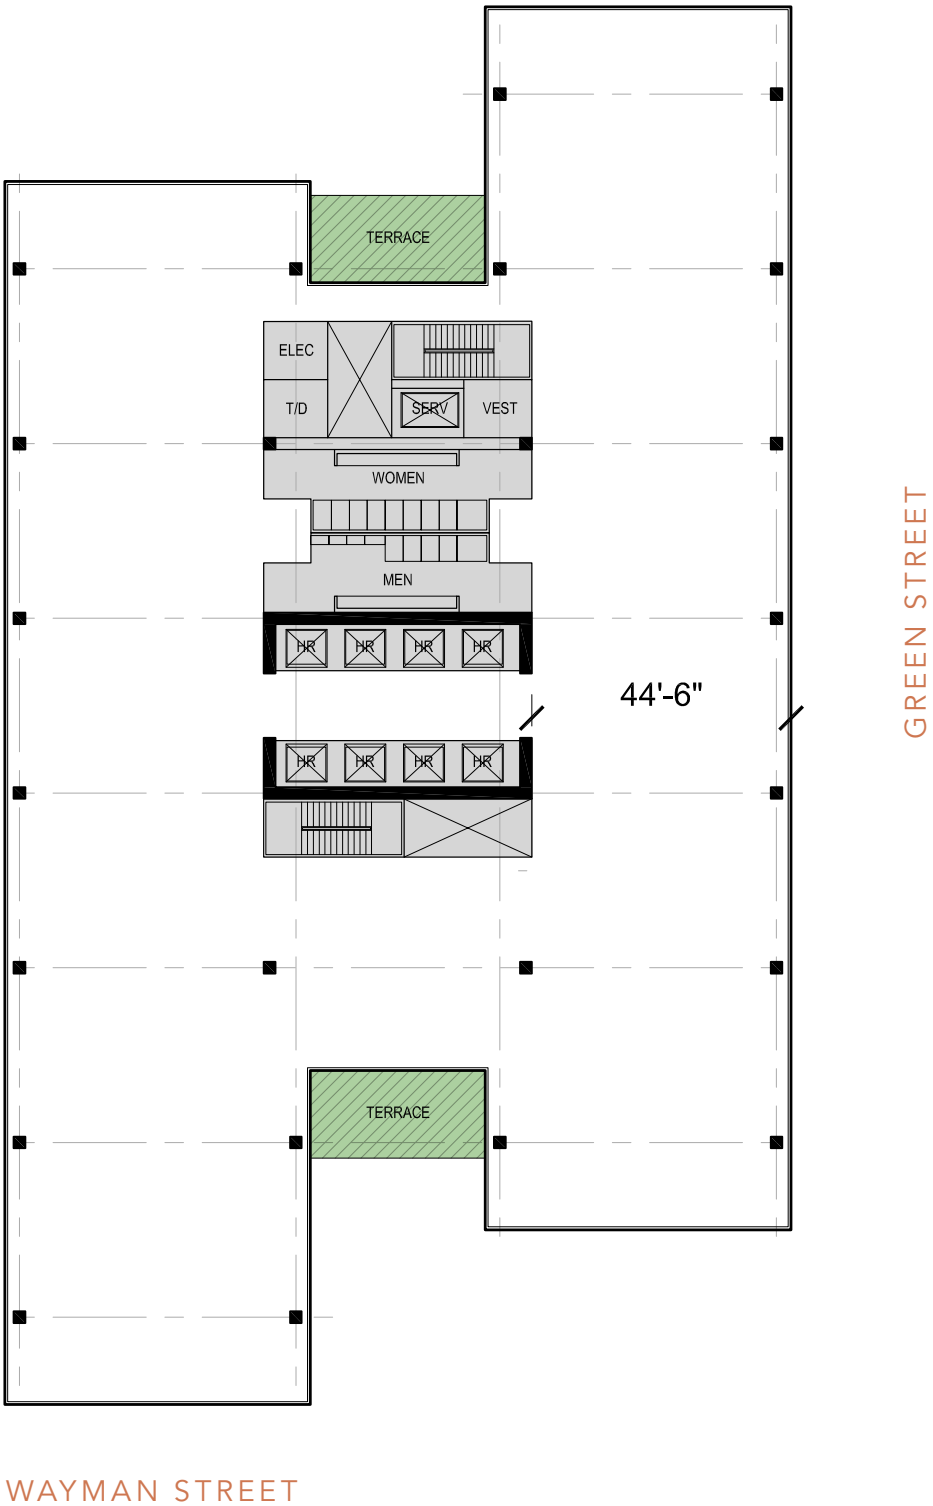 TERRACE
ELEC
T/D
SERV
VEST
WOMEN
MEN
HR HR HR HR
44'-6"
HR HR HR HR
TERRACE
GREEN STREET
WAYMAN STREET